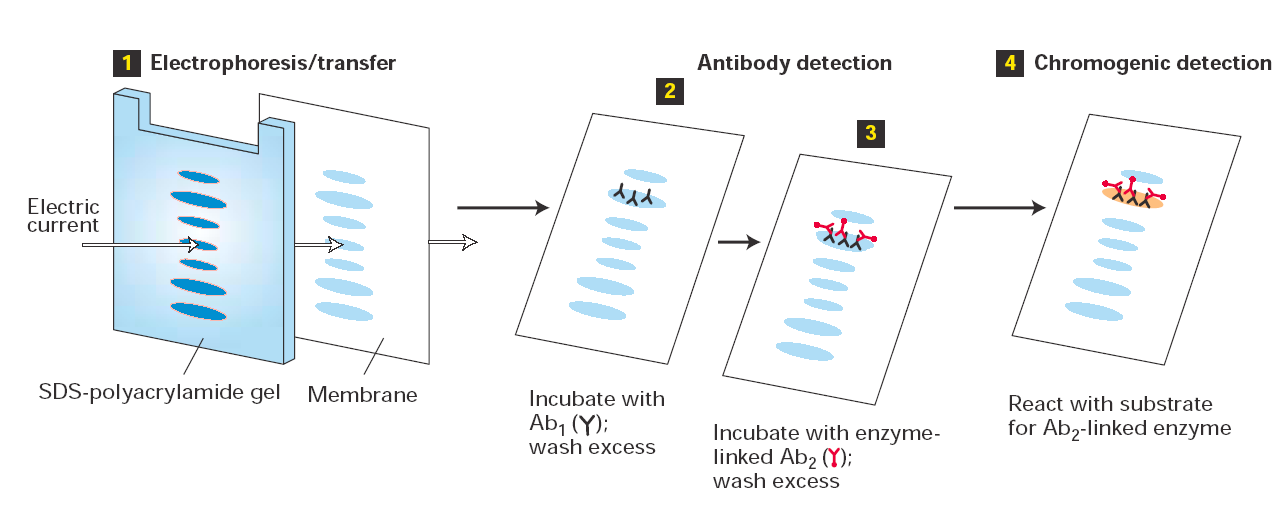 1 Electrophoresis/transfer
Electric
current
SDS-polyacrylamide gel
Membrane
Antibody detection
2
Incubate with
Ab₁ (Y);
wash excess
3
Incubate with enzyme-
linked Ab₂ (Y);
wash excess
4 Chromogenic detection
React with substrate
for Ab₂-linked enzyme